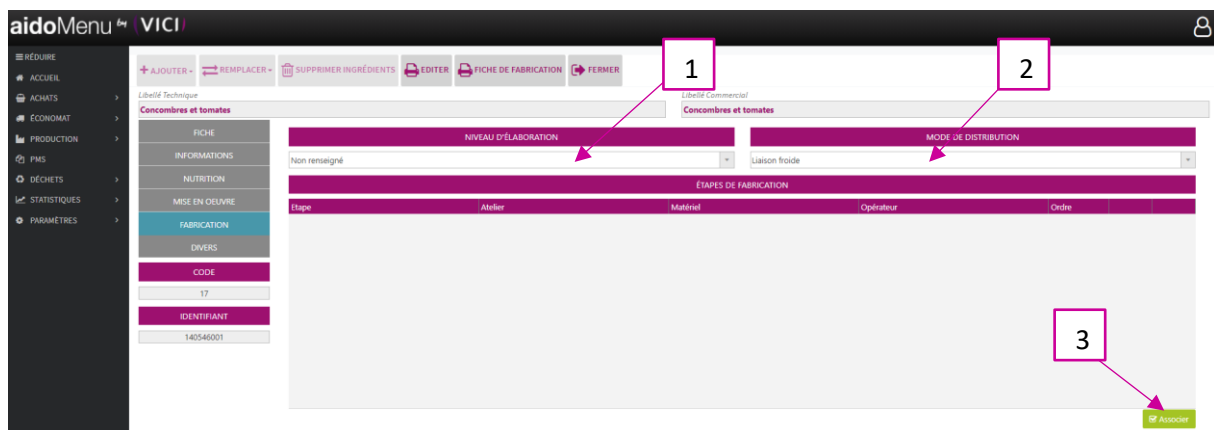 aidoMenu by (VICI)
RÉDUIRE
ACCUEIL
ACHATS
ÉCONOMAT
PRODUCTION
PMS
DÉCHETS
STATISTIQUES
PARAMÈTRES
AJOUTER REMPLACER SUPPRIMER INGRÉDIENTS EDITER FICHE DE FABRICATION FERMER
1
2
Libellé Technique Libellé Commercial
Concombres et tomates Concombres et tomates
FICHE
INFORMATIONS
NUTRITION
MISE EN OEUVRE
FABRICATION
DIVERS
CODE
17
IDENTIFIANT
140546001
NIVEAU D'ÉLABORATION MODE DE DISTRIBUTION
Non renseigné Liaison froide
ÉTAPES DE FABRICATION
Etape Atelier Matériel Opérateur Ordre
3
Associer